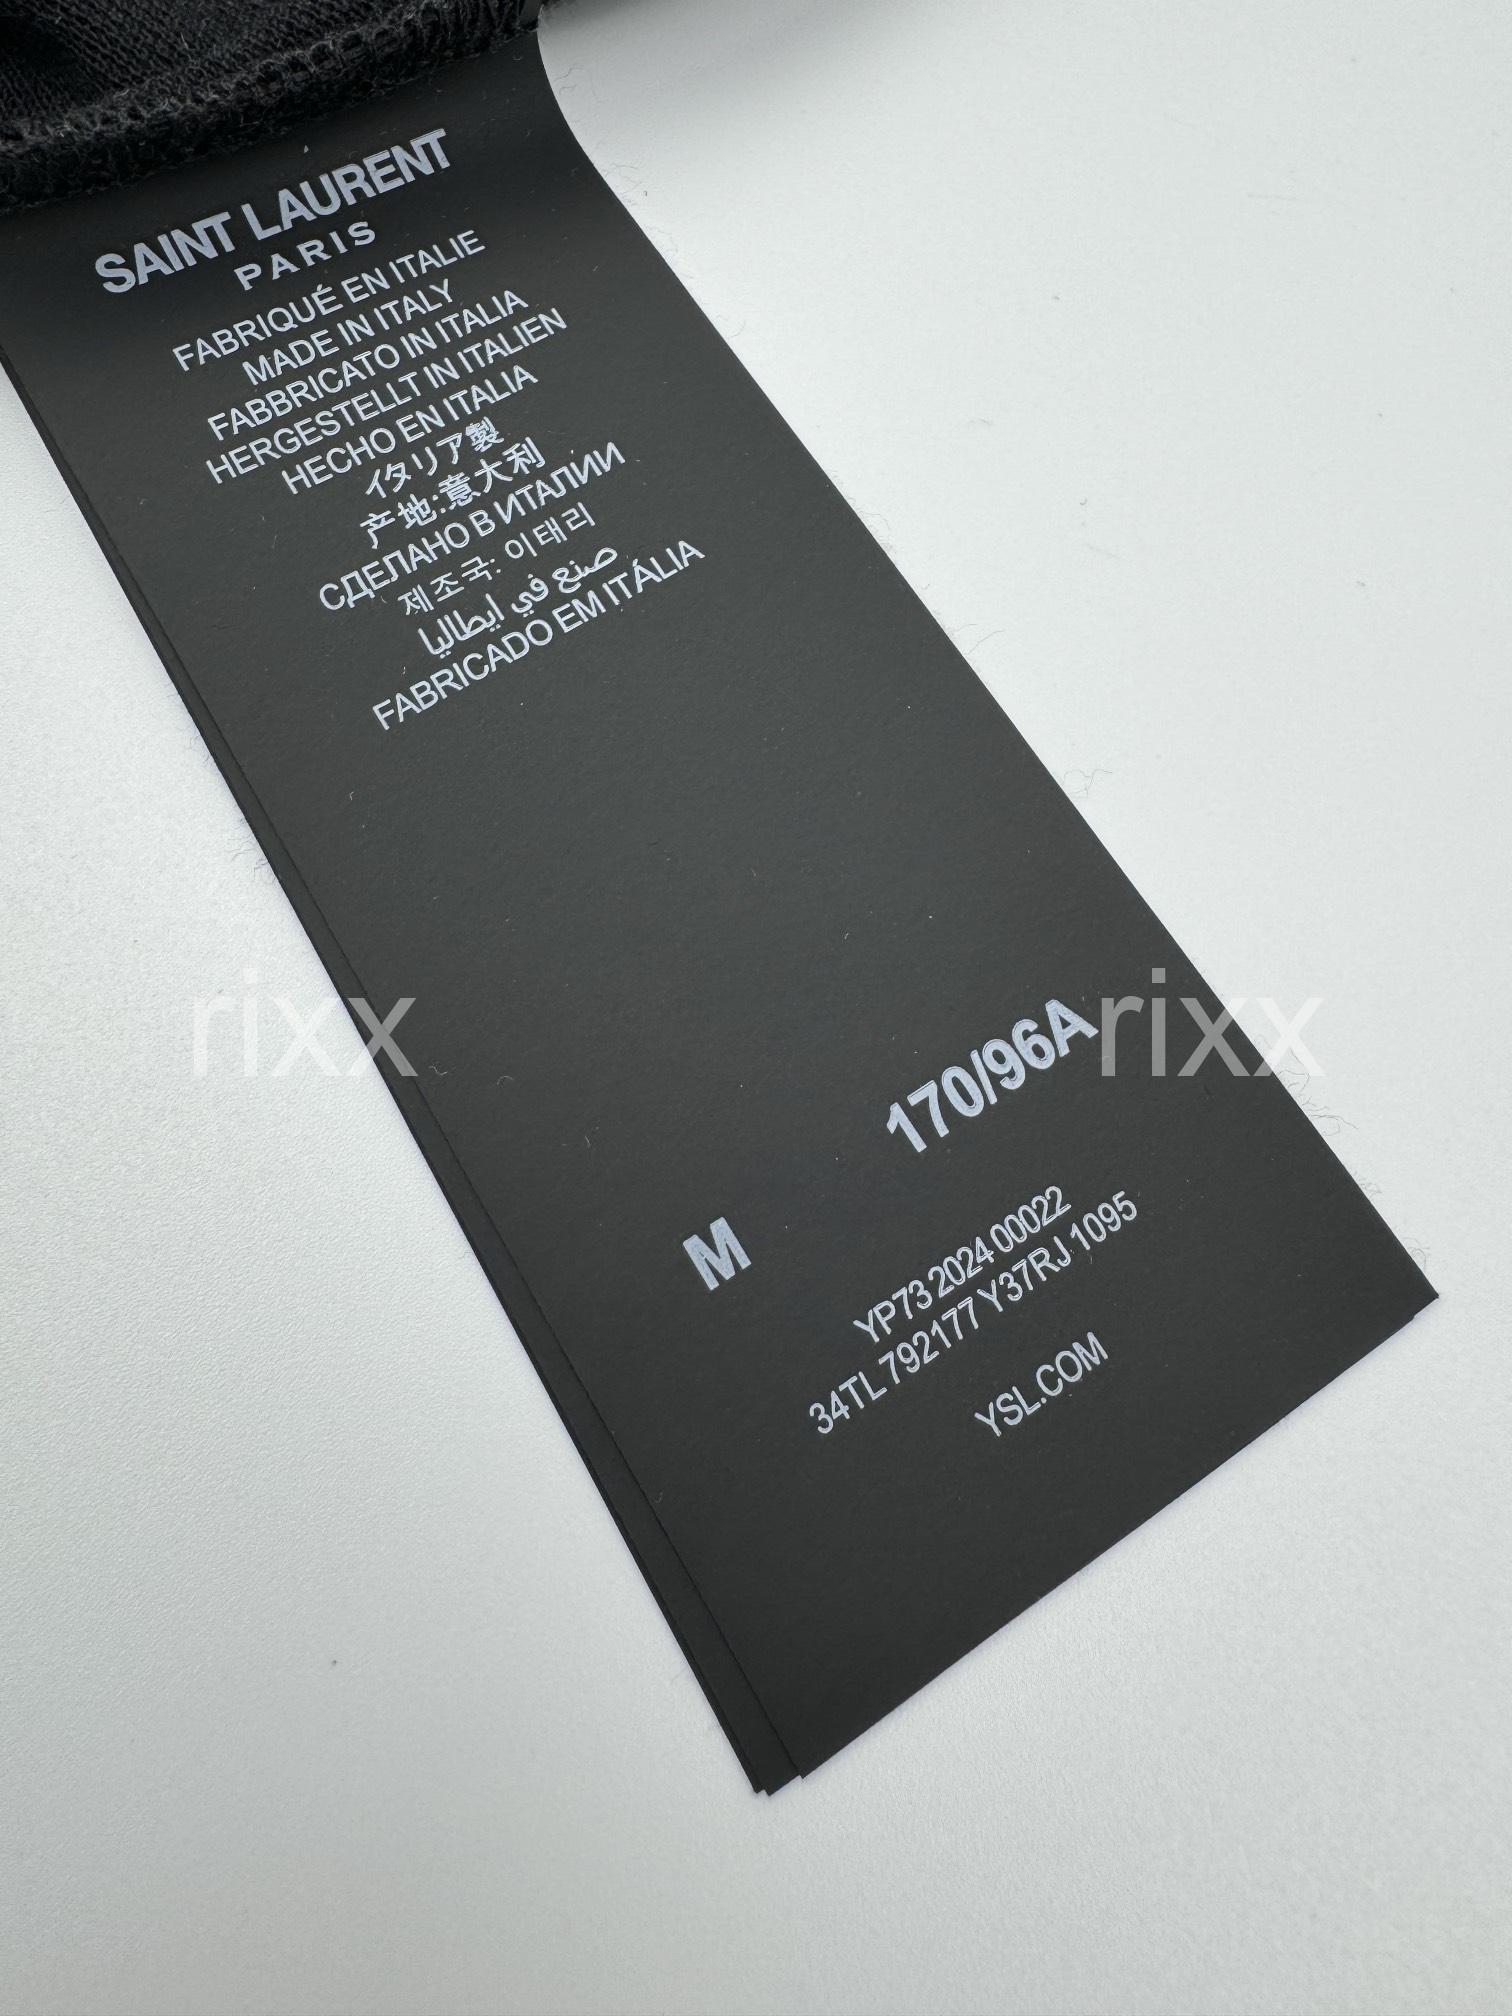 SAINT LAURENT
PARIS
FABRIQUÉ EN ITALIE
MADE IN ITALY
FABBRICATO IN ITALIA
HERGESTELLT IN ITALIEN
HECHO EN ITALIA
イタリア製
产地:意大利
СДЕЛАНО В ИТАЛИИ
제조국: 이태리
صنع في ايطاليا
FABRICADO EM ITÁLIA
rixx
rixx
170/96A
M
YP73 2024 00022
34TL 792177 Y37RJ 1095
YSL.COM